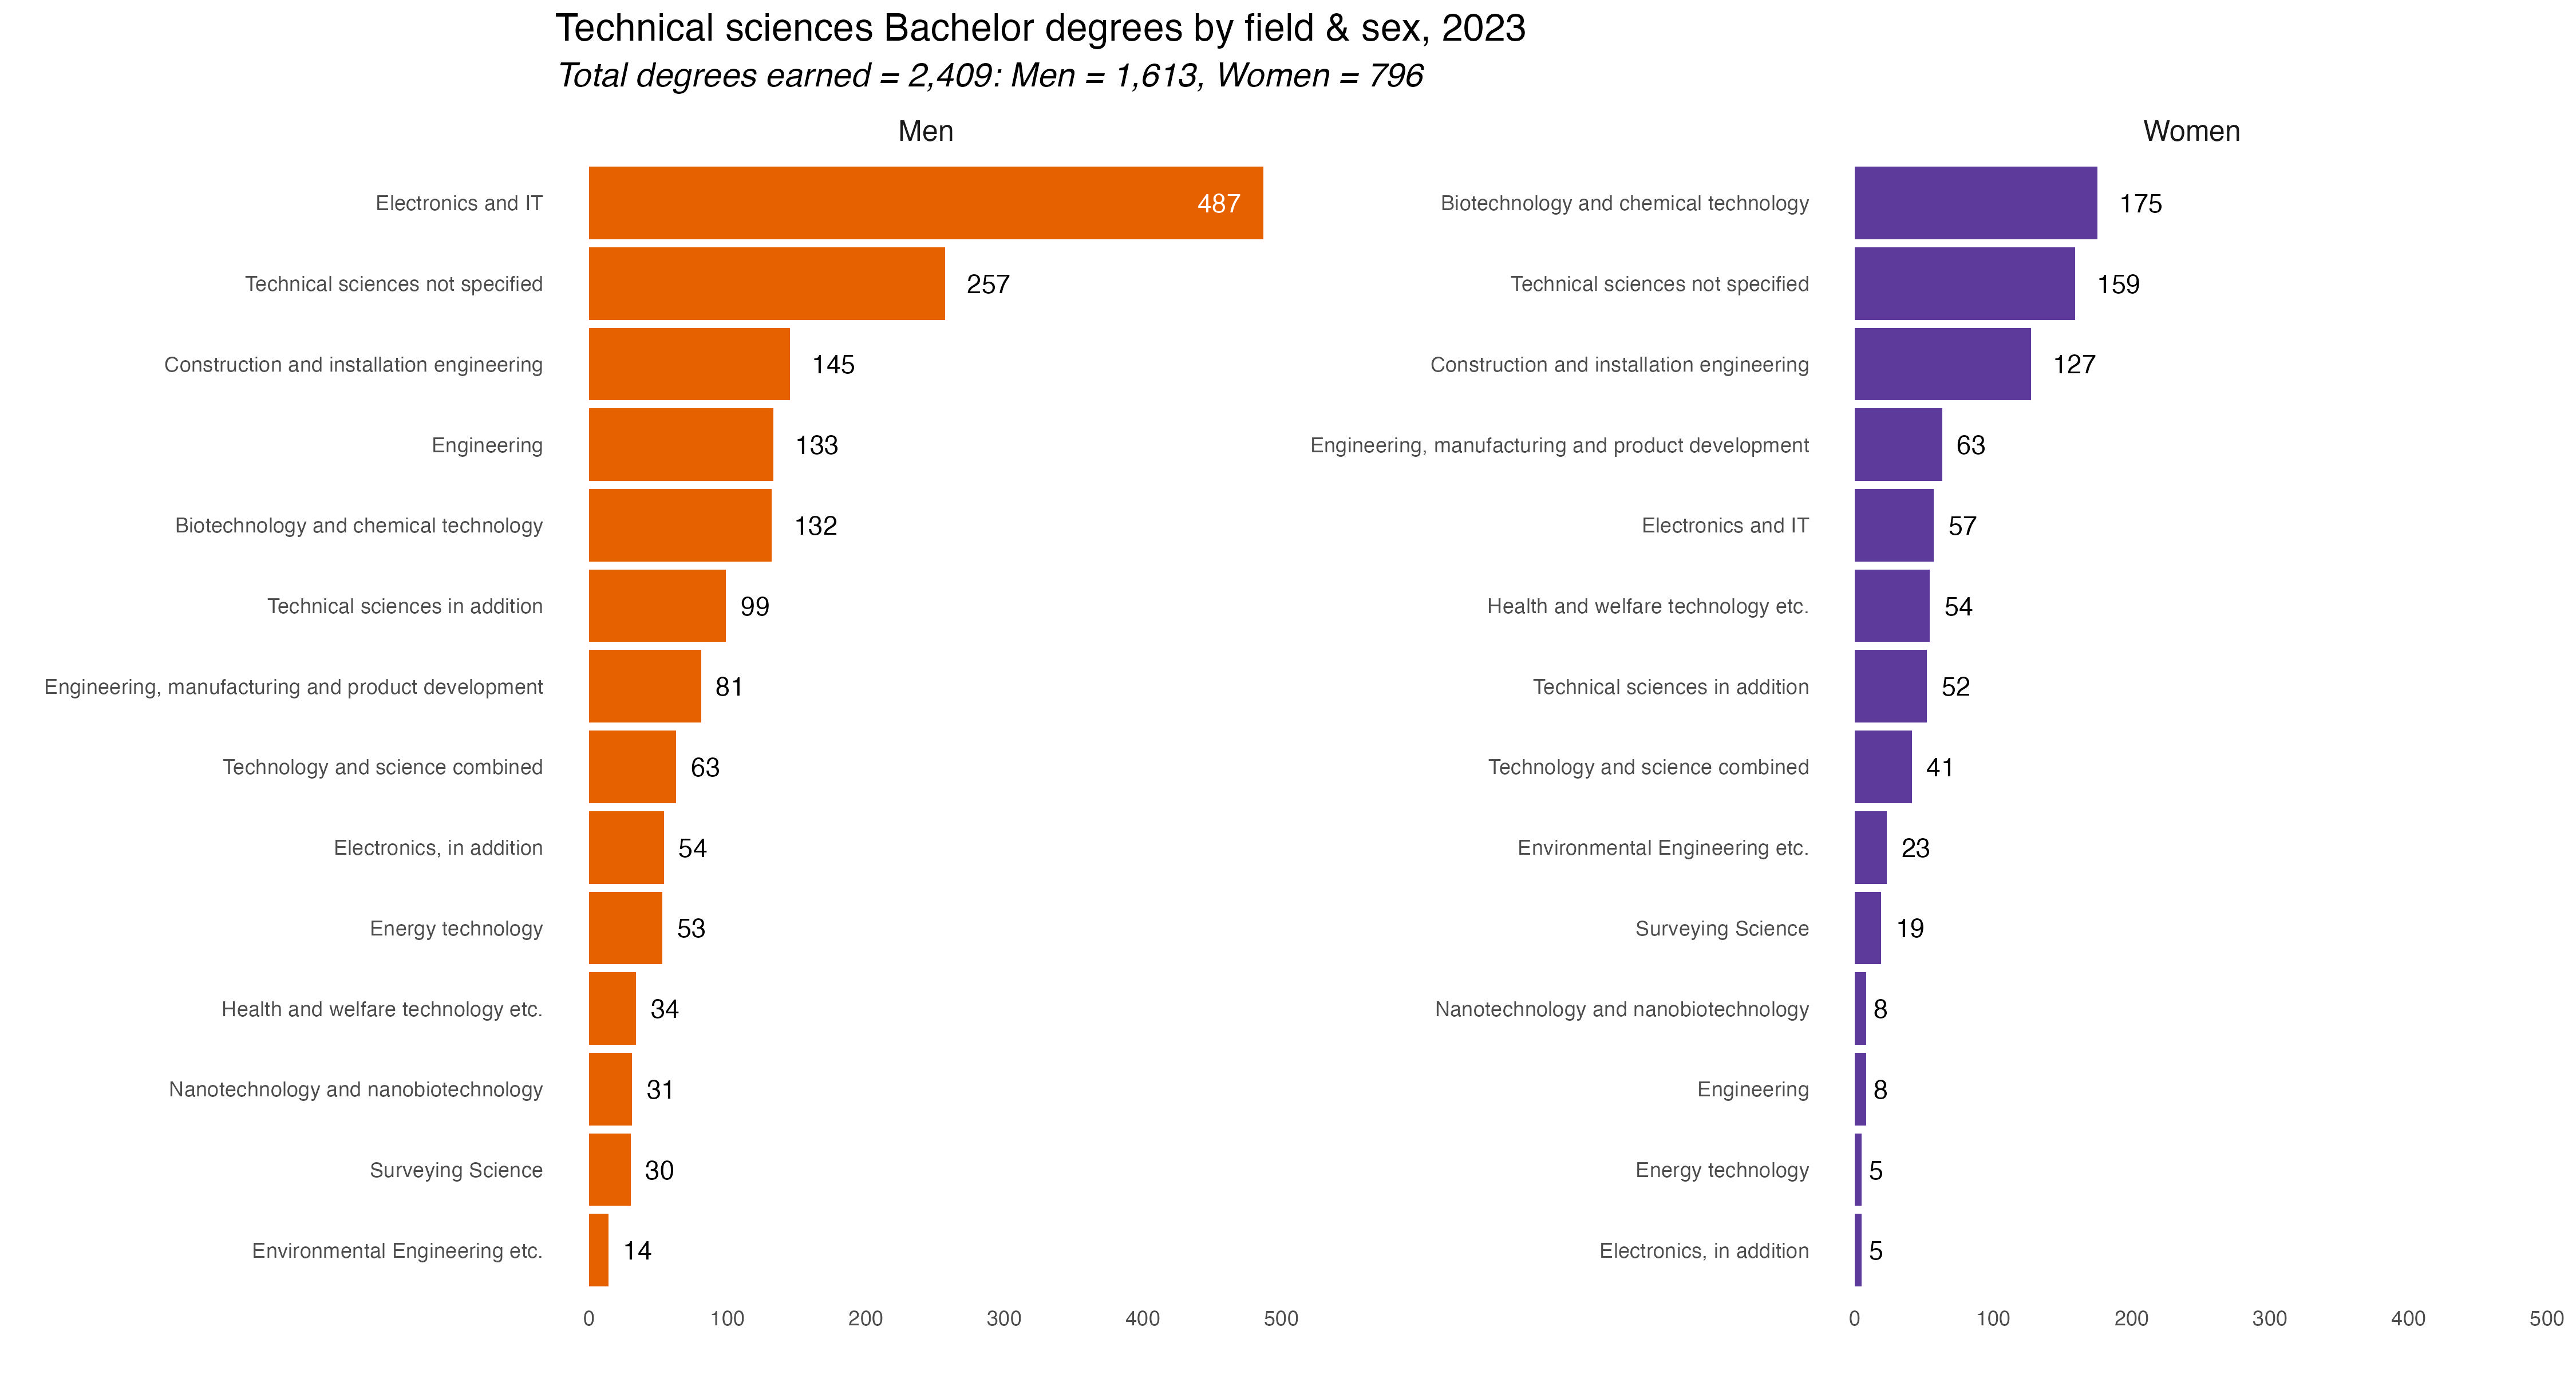 Technical sciences Bachelor degrees by field & sex, 2023
Total degrees earned = 2,409: Men = 1,613, Women = 796
Men
Electronics and IT 487
Technical sciences not specified 257
Construction and installation engineering 145
Engineering 133
Biotechnology and chemical technology 132
Technical sciences in addition 99
Engineering, manufacturing and product development 81
Technology and science combined 63
Electronics, in addition 54
Energy technology 53
Health and welfare technology etc. 34
Nanotechnology and nanobiotechnology 31
Surveying Science 30
Environmental Engineering etc. 14
0 100 200 300 400 500
Women
Biotechnology and chemical technology 175
Technical sciences not specified 159
Construction and installation engineering 127
Engineering, manufacturing and product development 63
Electronics and IT 57
Health and welfare technology etc. 54
Technical sciences in addition 52
Technology and science combined 41
Environmental Engineering etc. 23
Surveying Science 19
Nanotechnology and nanobiotechnology 8
Engineering 8
Energy technology 5
Electronics, in addition 5
0 100 200 300 400 500